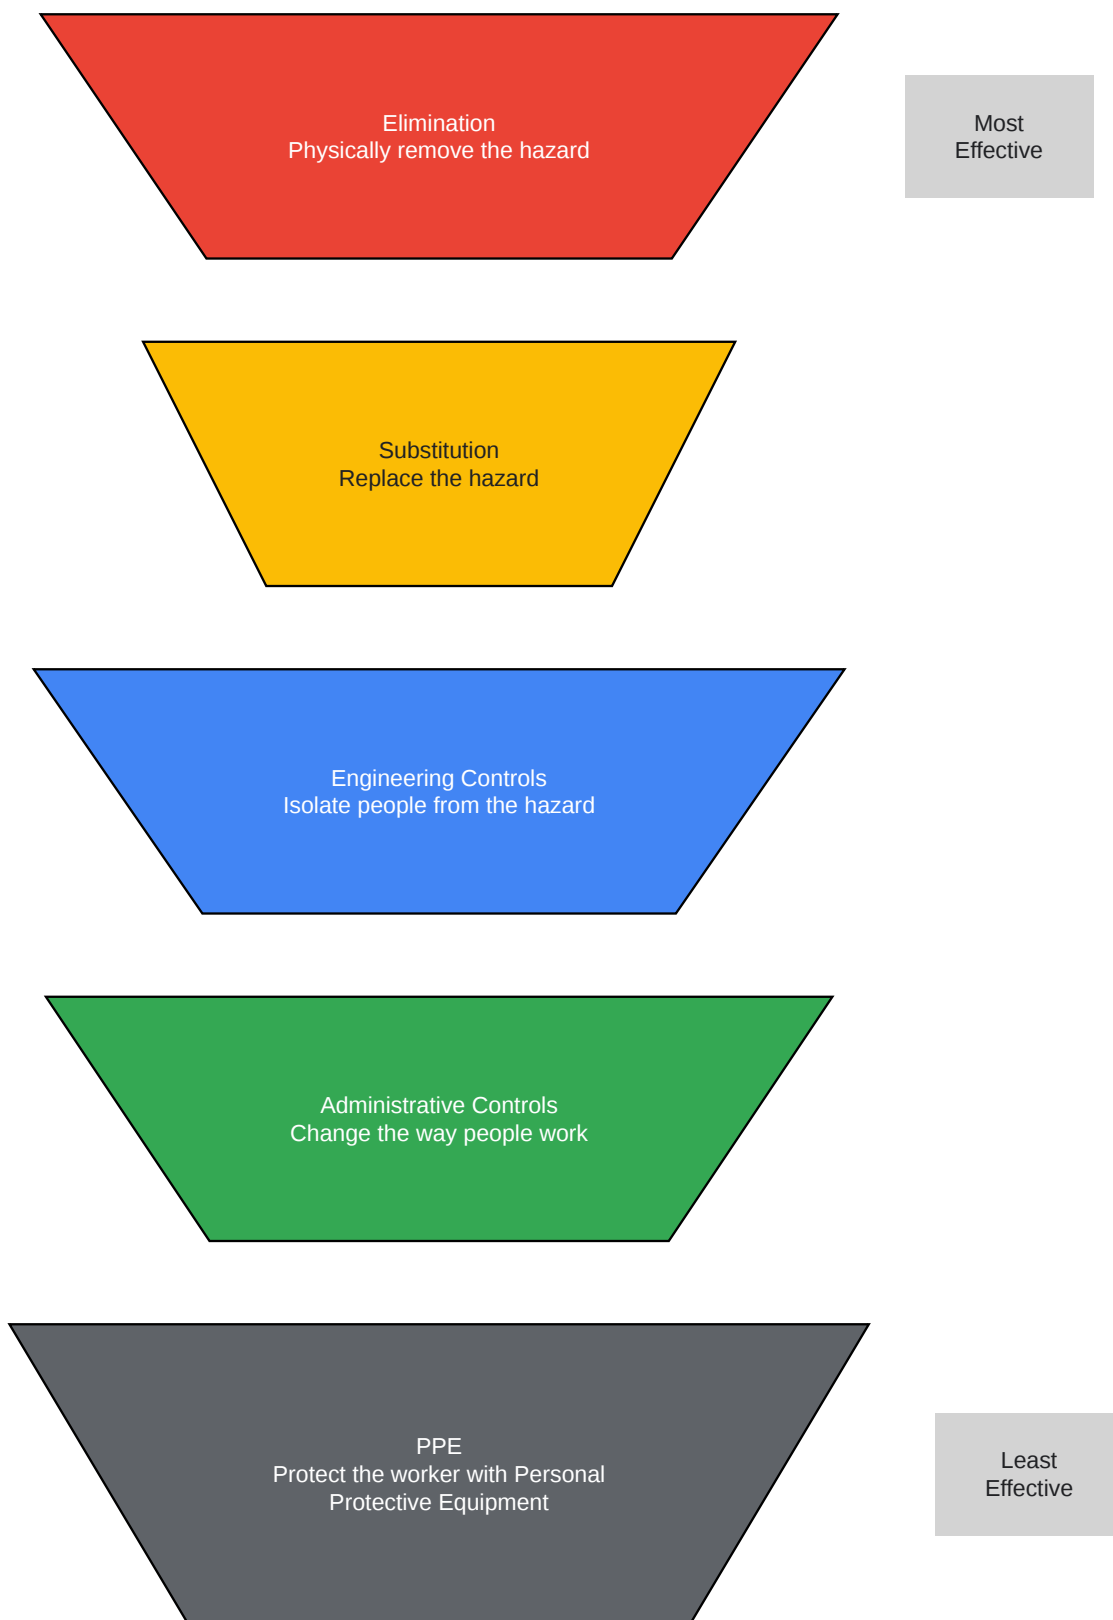 Elimination
Physically remove the hazard
Most
Effective
Substitution
Replace the hazard
Engineering Controls
Isolate people from the hazard
Administrative Controls
Change the way people work
PPE
Protect the worker with Personal
Protective Equipment
Least
Effective